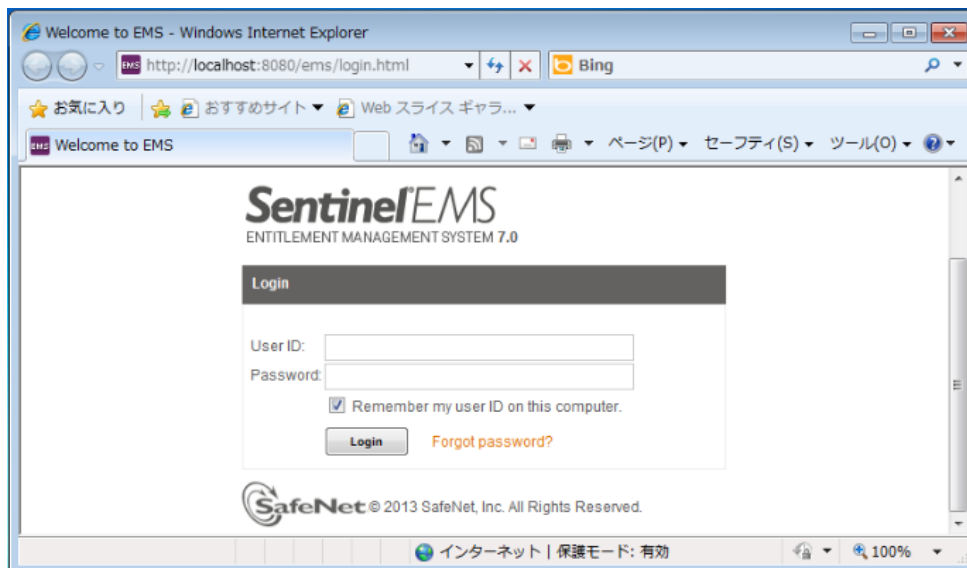 Welcome to EMS - Windows Internet Explorer
EMS http://localhost:8080/ems/login.html Bing
お気に入り おすすめサイト ▼ Web スライス ギャラ... ▼
EMS Welcome to EMS ページ(P) セーフティ(S) ツール(O)
Sentinel EMS
ENTITLEMENT MANAGEMENT SYSTEM 7.0
Login
User ID:
Password:
Remember my user ID on this computer.
Login Forgot password?
SafeNet © 2013 SafeNet, Inc. All Rights Reserved.
インターネット | 保護モード: 有効 100%